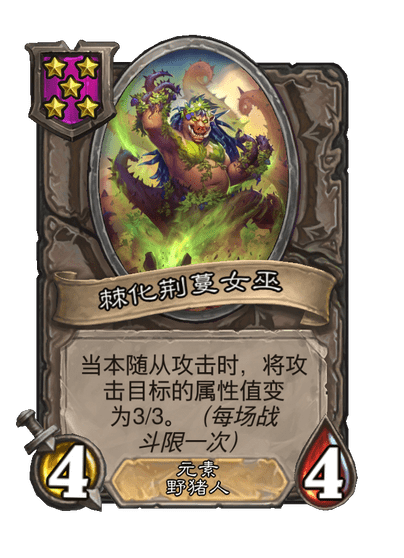 棘化荆蔓女巫
当本随从攻击时，将攻
击目标的属性值变
为3/3。（每场战
斗限一次）
4
元素
野猪人
4